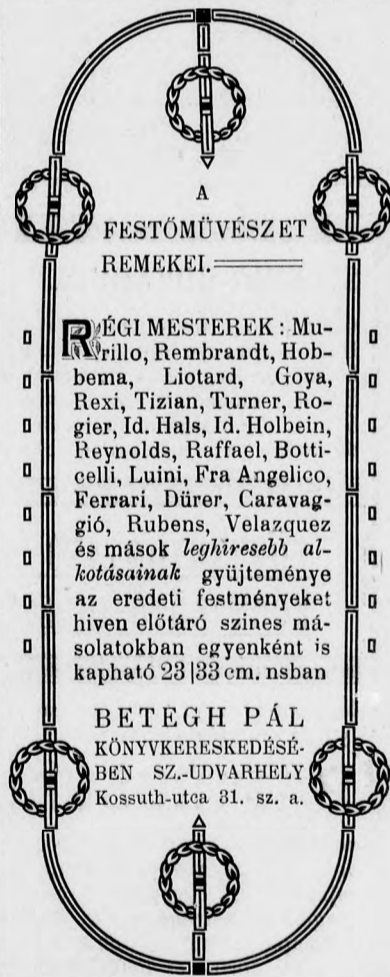 A
FESTŐMÜVÉSZET
REMEKEI.
RÉGI MESTEREK: Mu-
rillo, Rembrandt, Hob-
bema, Liotard, Goya,
Rexi, Tizian, Turner, Ro-
gier, Id. Hals, Id. Holbein,
Reynolds, Raffael, Botti-
celli, Luini, Fra Angelico,
Ferrari, Dürer, Caravag-
gió, Rubens, Velazquez
és mások leghiresebb al-
kotásainak gyüjteménye
az eredeti festményeket
hiven előtáró szines má-
solatokban egyenként is
kapható 23|33 cm. nsban
BETEGH PÁL
KÖNYVKERESKEDÉSÉ-
BEN SZ.-UDVARHELY
Kossuth-utca 31. sz. a.